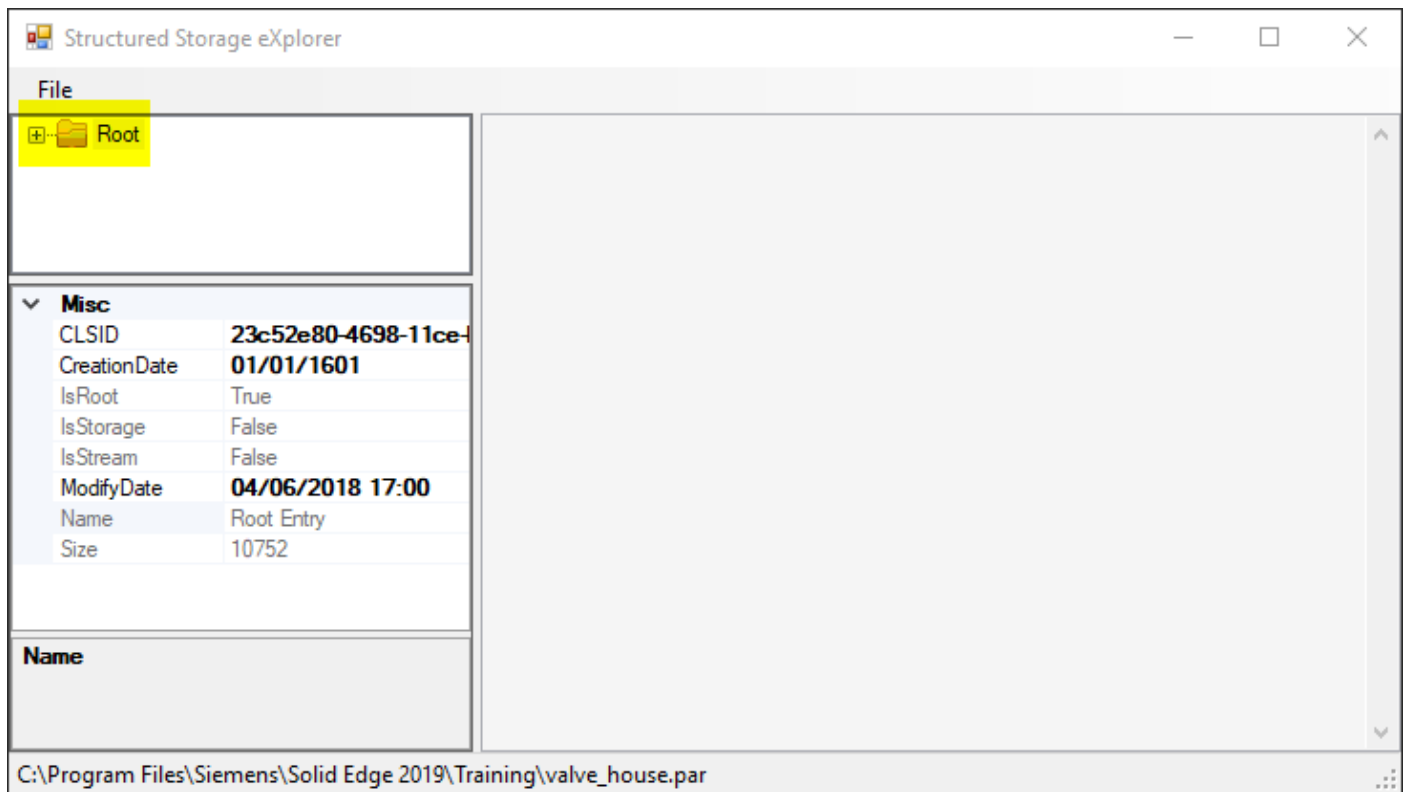 Structured Storage eXplorer
File
Root
Misc
CLSID 23c52e80-4698-11ce-
CreationDate 01/01/1601
IsRoot True
IsStorage False
IsStream False
ModifyDate 04/06/2018 17:00
Name Root Entry
Size 10752
Name
C:\Program Files\Siemens\Solid Edge 2019\Training\valve_house.par